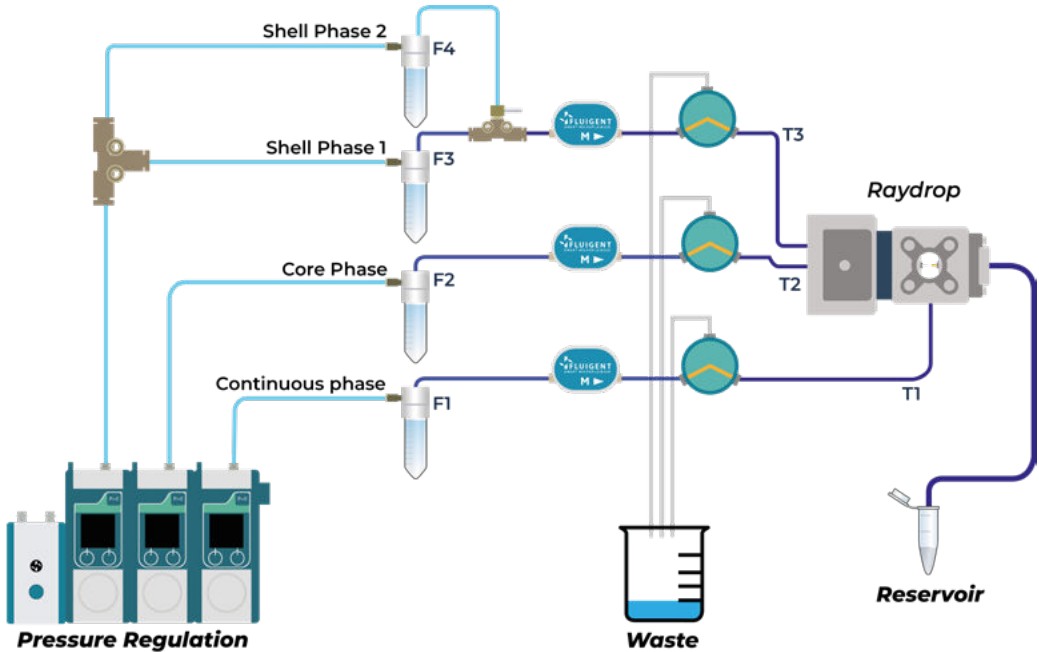 Shell Phase 2
F4
Shell Phase 1
F3
FLUIGENT
M
T3
Raydrop
Core Phase
F2
FLUIGENT
M
T2
Continuous phase
F1
FLUIGENT
M
T1
Reservoir
Pressure Regulation
Waste